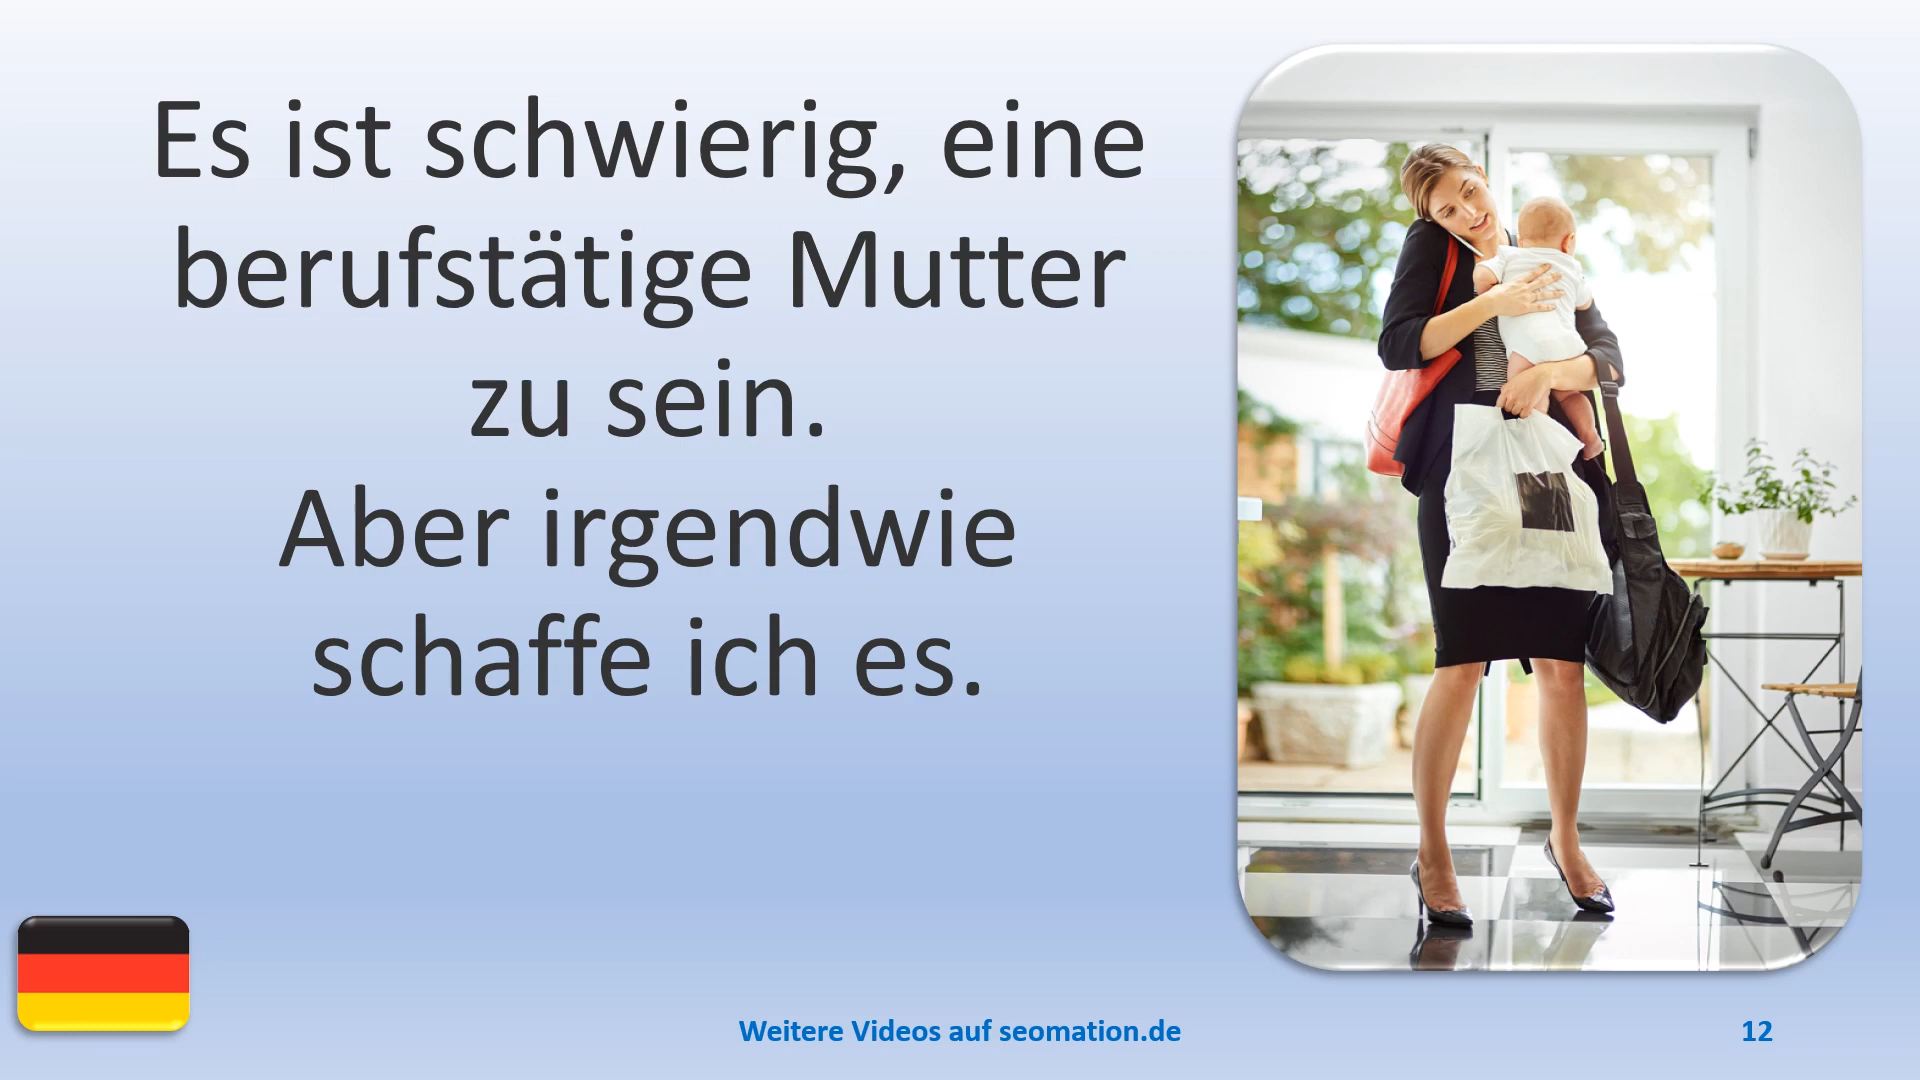 Es ist schwierig, eine
berufstätige Mutter
zu sein.
Aber irgendwie
schaffe ich es.
Weitere Videos auf seomation.de
12